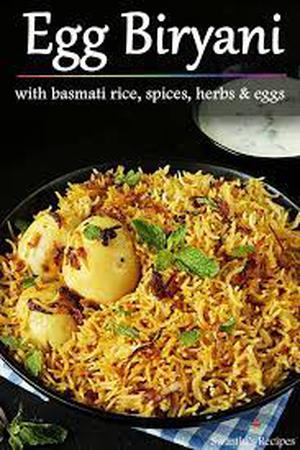 Egg Biryani
with basmati rice, spices, herbs & eggs
Swasthi's Recipes